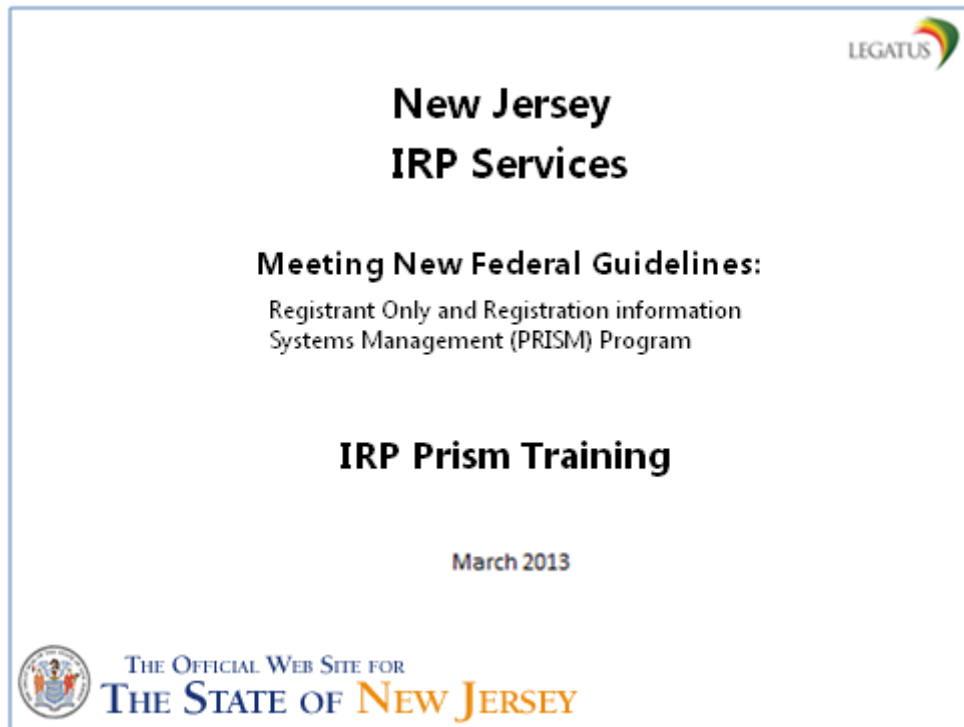 LEGATUS
New Jersey
IRP Services
Meeting New Federal Guidelines:
Registrant Only and Registration information
Systems Management (PRISM) Program
IRP Prism Training
March 2013
THE OFFICIAL WEB SITE FOR
THE STATE OF NEW JERSEY